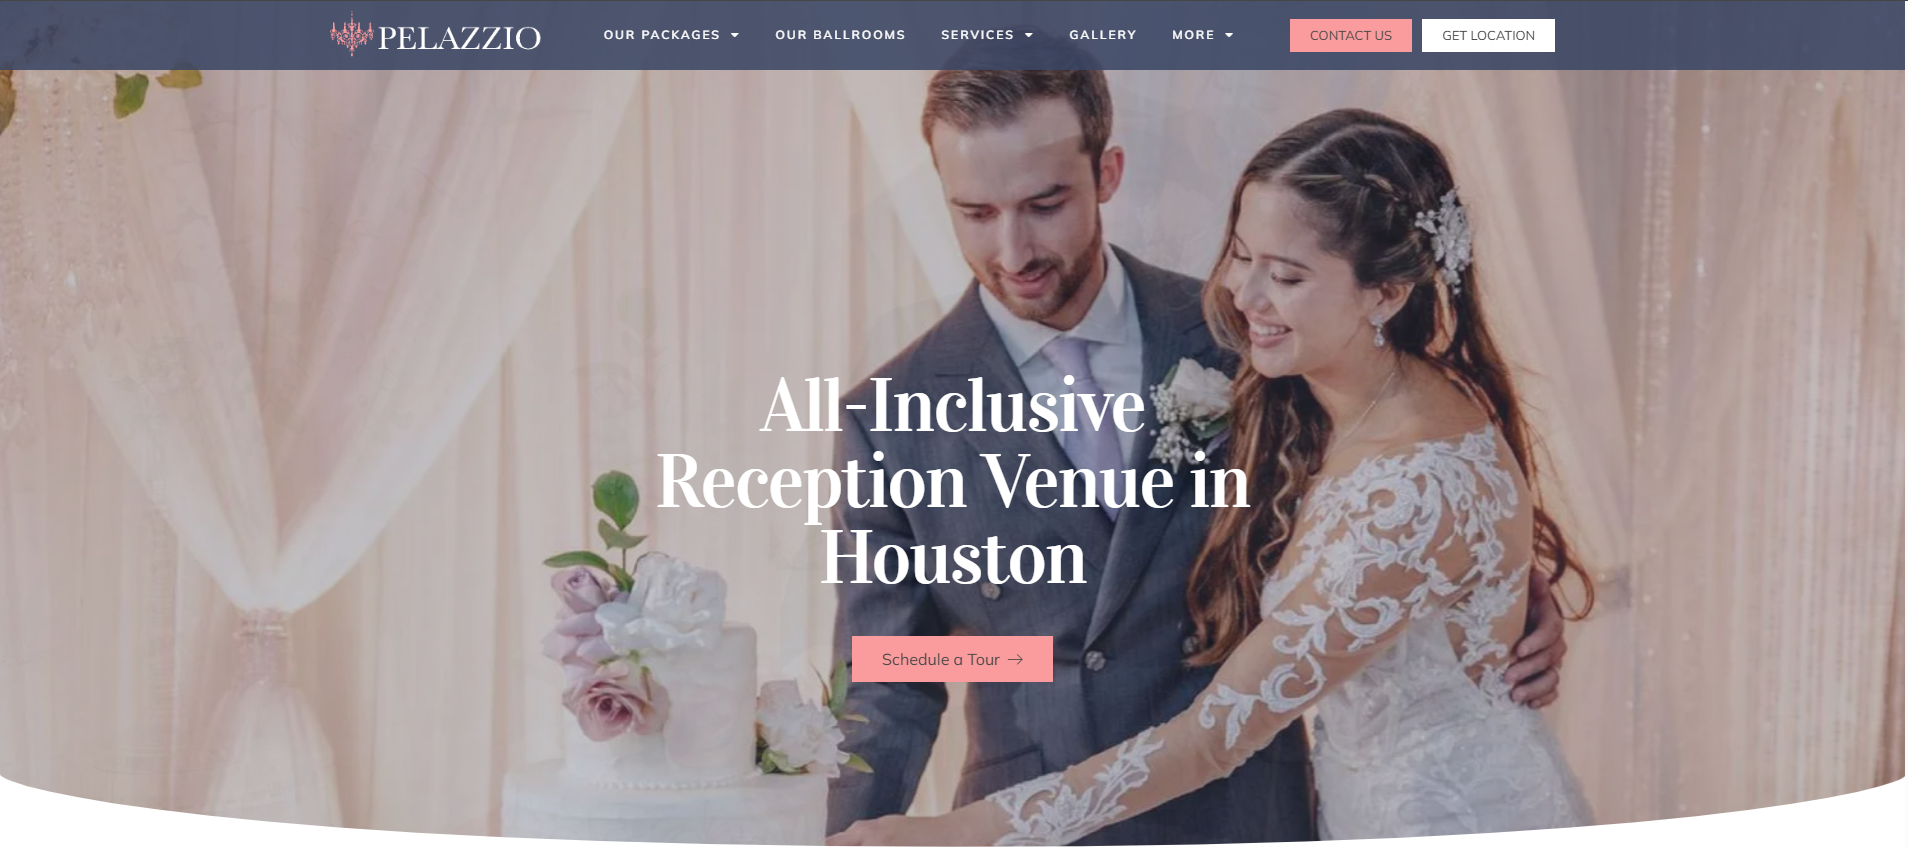 PELAZZIO
OUR PACKAGES
OUR BALLROOMS
SERVICES
GALLERY
MORE
CONTACT US
GET LOCATION
All-Inclusive
Reception Venue in
Houston
Schedule a Tour →